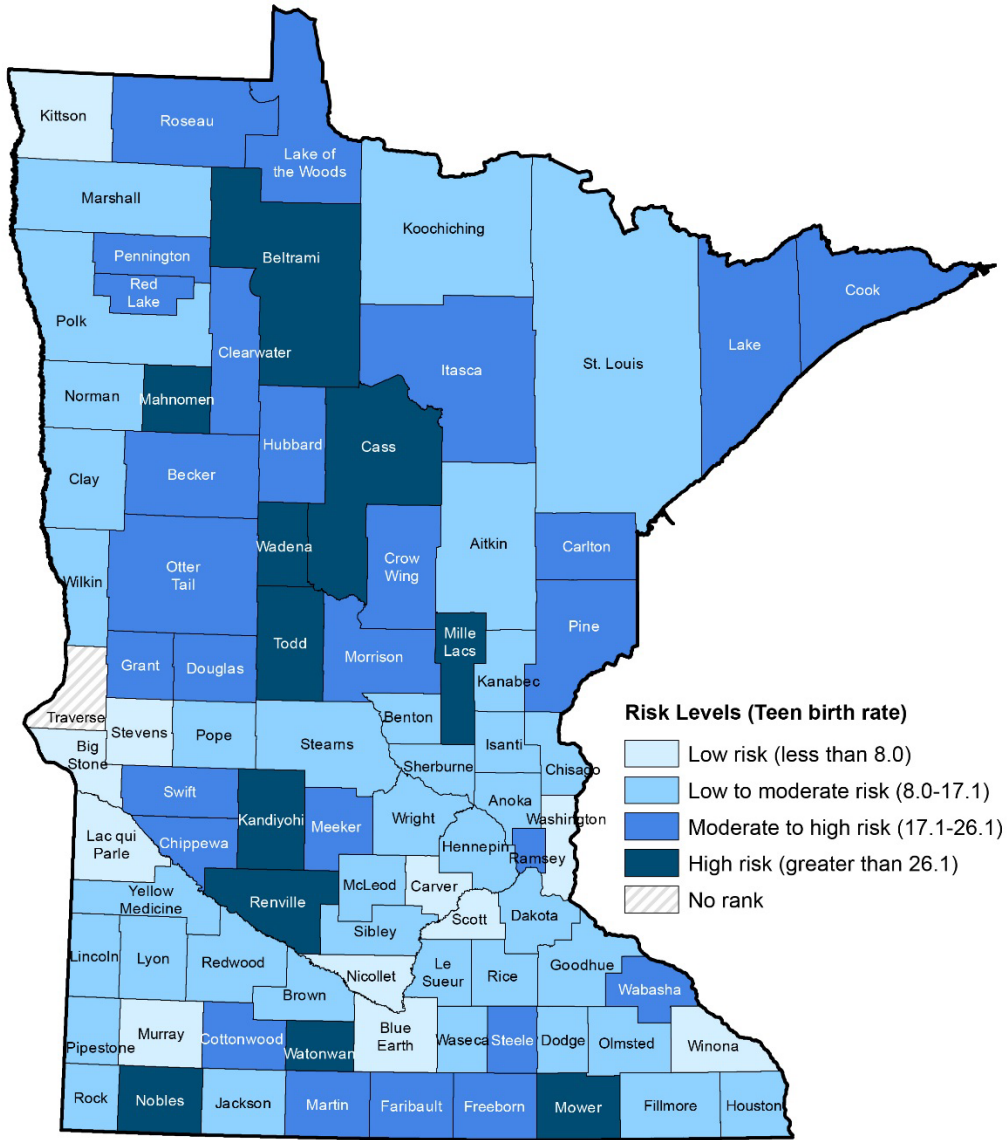 Kittson
Roseau
Lake of
the Woods
Marshall
Koochiching
Beltrami
Pennington
Red
Lake
Polk
Clearwater
Itasca
St. Louis
Lake
Cook
Norman
Mahnomen
Hubbard
Cass
Clay
Becker
Wadena
Crow
Wing
Aitkin
Carlton
Otter
Tail
Wilkin
Todd
Mille
Lacs
Pine
Grant
Douglas
Morrison
Kanabec
Traverse
Stevens
Pope
Stearns
Benton
Isanti
Big
Stone
Sherburne
Chisago
Swift
Kandiyohi
Meeker
Wright
Anoka
Washington
Lac qui
Parle
Chippewa
Hennepin
Ramsey
Yellow
Medicine
Renville
McLeod
Carver
Scott
Dakota
Sibley
Lincoln
Lyon
Redwood
Nicollet
Le
Sueur
Rice
Goodhue
Brown
Wabasha
Pipestone
Murray
Cottonwood
Watonwan
Blue
Earth
Waseca
Steele
Dodge
Olmsted
Winona
Rock
Nobles
Jackson
Martin
Faribault
Freeborn
Mower
Fillmore
Houston
Risk Levels (Teen birth rate)
Low risk (less than 8.0)
Low to moderate risk (8.0-17.1)
Moderate to high risk (17.1-26.1)
High risk (greater than 26.1)
No rank